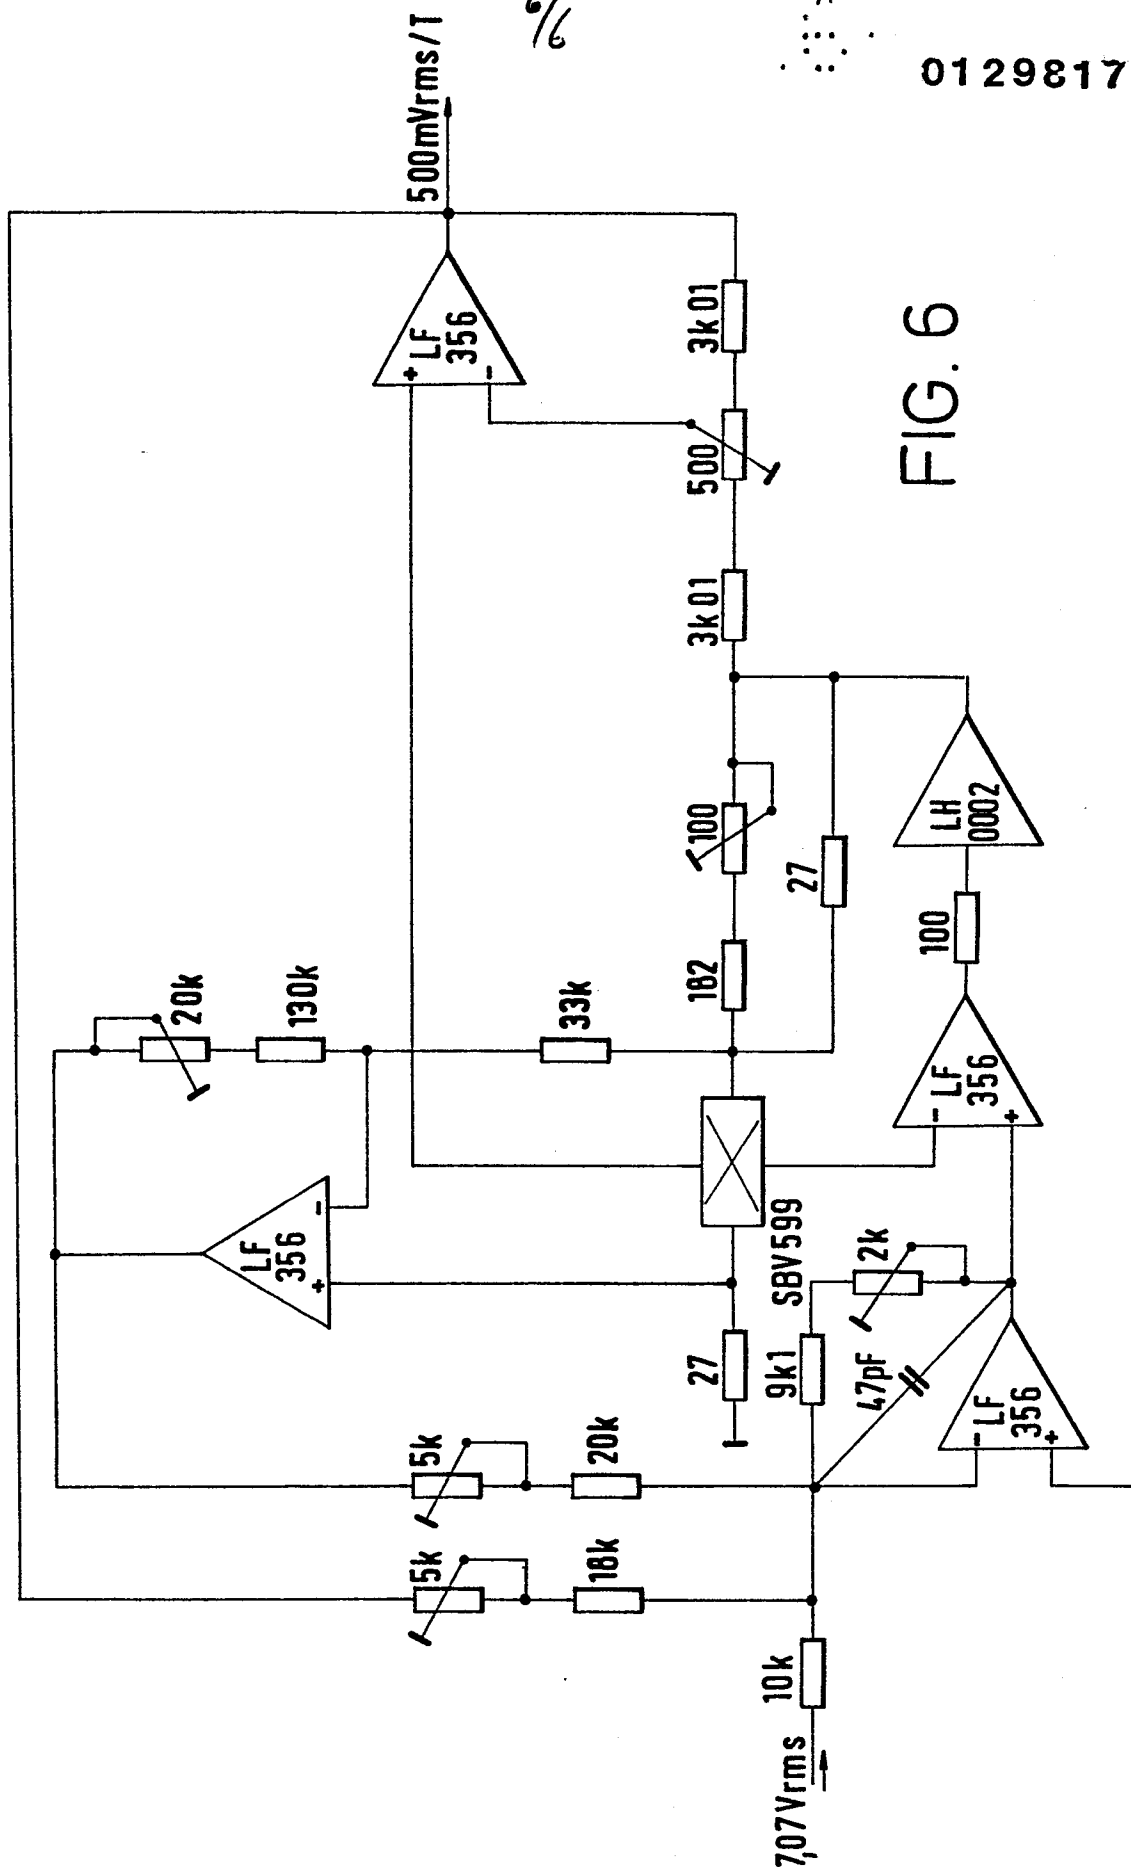 6/9
0129817
500mVrms/T
+ LF
- 356
3k01
500
3k01
20k
130k
33k
100
182
27
LF
356
+ -
SBV599
LH
0002
100
- LF
+ 356
2k
9k1
47pF
27
5k
20k
5k
18k
- LF
+ 356
10k
7,07Vrms
FIG. 6